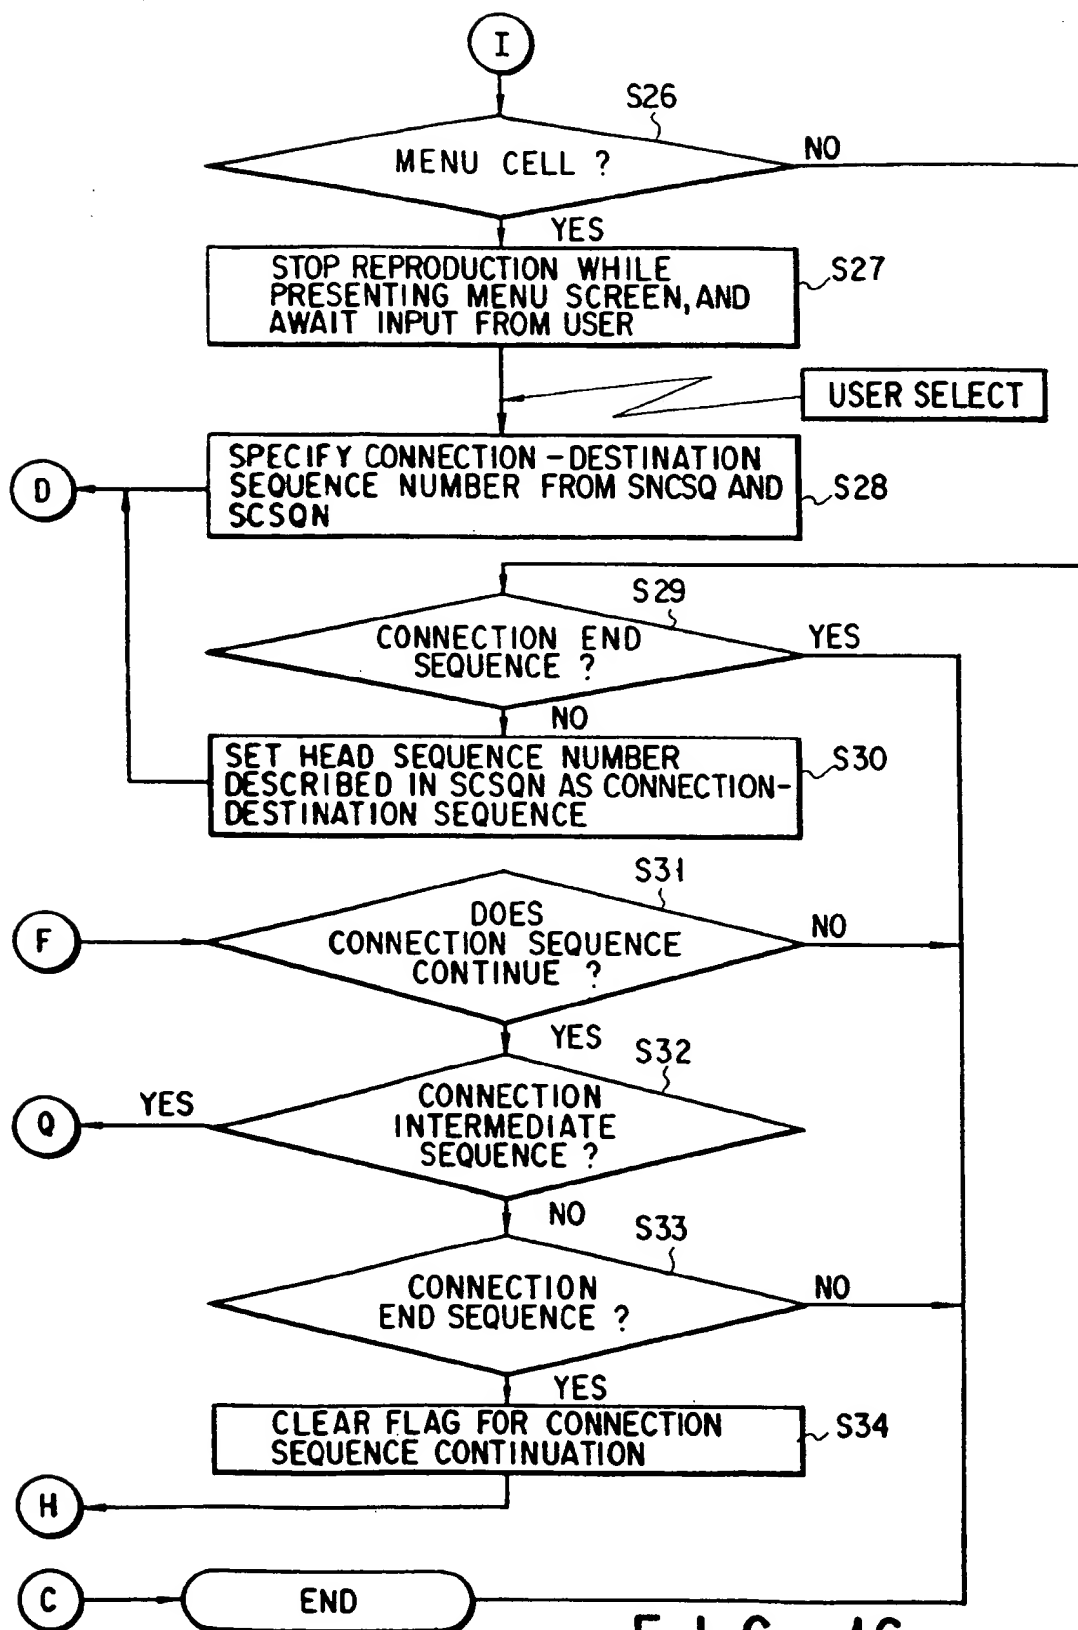 I
S26
MENU CELL ?
NO
YES
STOP REPRODUCTION WHILE
PRESENTING MENU SCREEN, AND
AWAIT INPUT FROM USER
S27
USER SELECT
SPECIFY CONNECTION-DESTINATION
SEQUENCE NUMBER FROM SNCSQ AND
SCSQN
S28
D
S29
CONNECTION END
SEQUENCE ?
YES
NO
SET HEAD SEQUENCE NUMBER
DESCRIBED IN SCSQN AS CONNECTION-
DESTINATION SEQUENCE
S30
S31
F
DOES
CONNECTION SEQUENCE
CONTINUE ?
NO
YES
S32
Q
YES
CONNECTION
INTERMEDIATE
SEQUENCE ?
NO
S33
CONNECTION
END SEQUENCE ?
NO
YES
CLEAR FLAG FOR CONNECTION
SEQUENCE CONTINUATION
S34
H
C
END